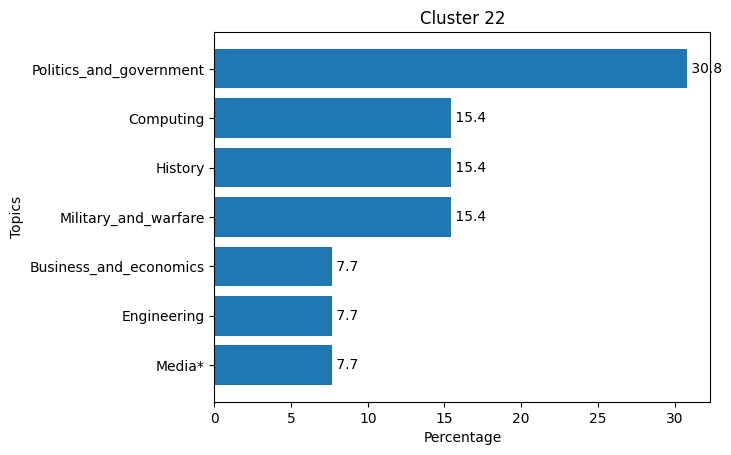 Cluster 22
Topics
Politics_and_government 30.8
Computing 15.4
History 15.4
Military_and_warfare 15.4
Business_and_economics 7.7
Engineering 7.7
Media* 7.7
0 5 10 15 20 25 30
Percentage